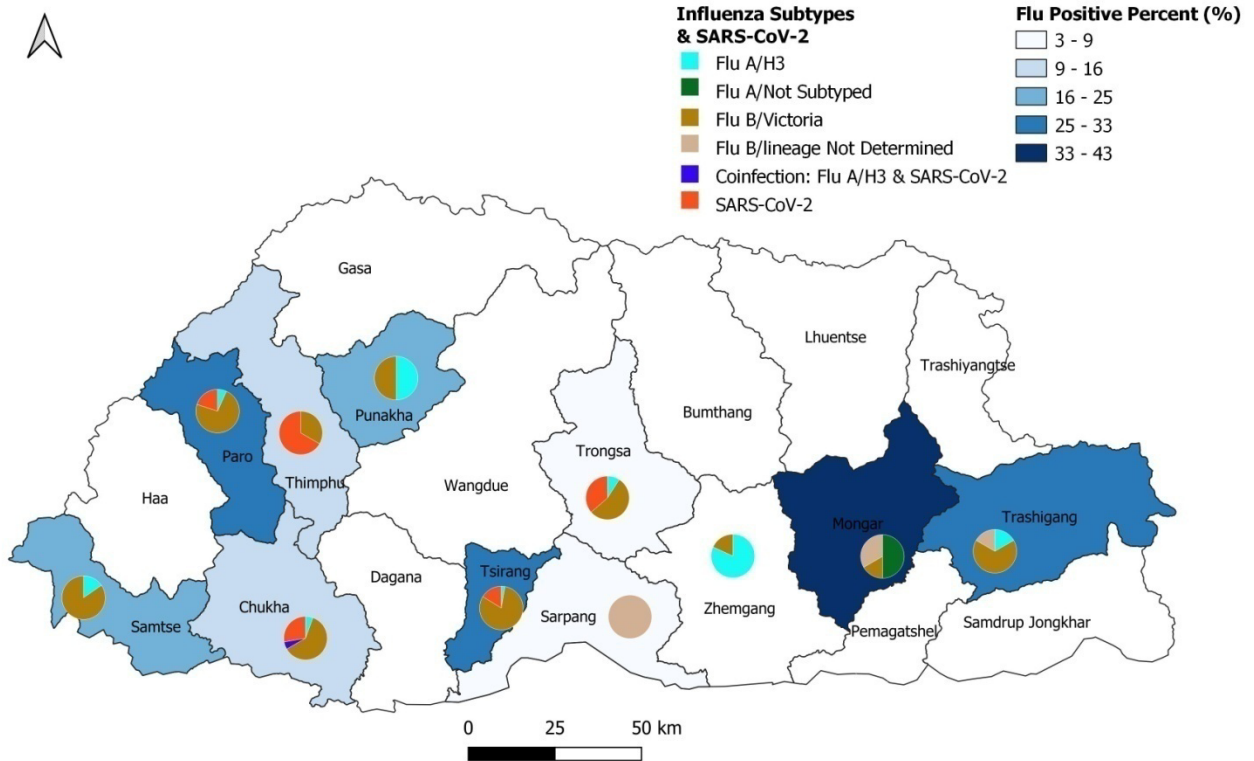 Influenza Subtypes
& SARS-CoV-2
Flu A/H3
Flu A/Not Subtyped
Flu B/Victoria
Flu B/lineage Not Determined
Coinfection: Flu A/H3 & SARS-CoV-2
SARS-CoV-2
Flu Positive Percent (%)
3 - 9
9 - 16
16 - 25
25 - 33
33 - 43
Gasa
Lhuentse
Trashiyangtse
Punakha
Bumthang
Paro
Trongsa
Thimphu
Wangdue
Haa
Mongar
Trashigang
Tsirang
Dagana
Chukha
Zhemgang
Sarpang
Samtse
Pemagatshel
Samdrup Jongkhar
0 25 50 km